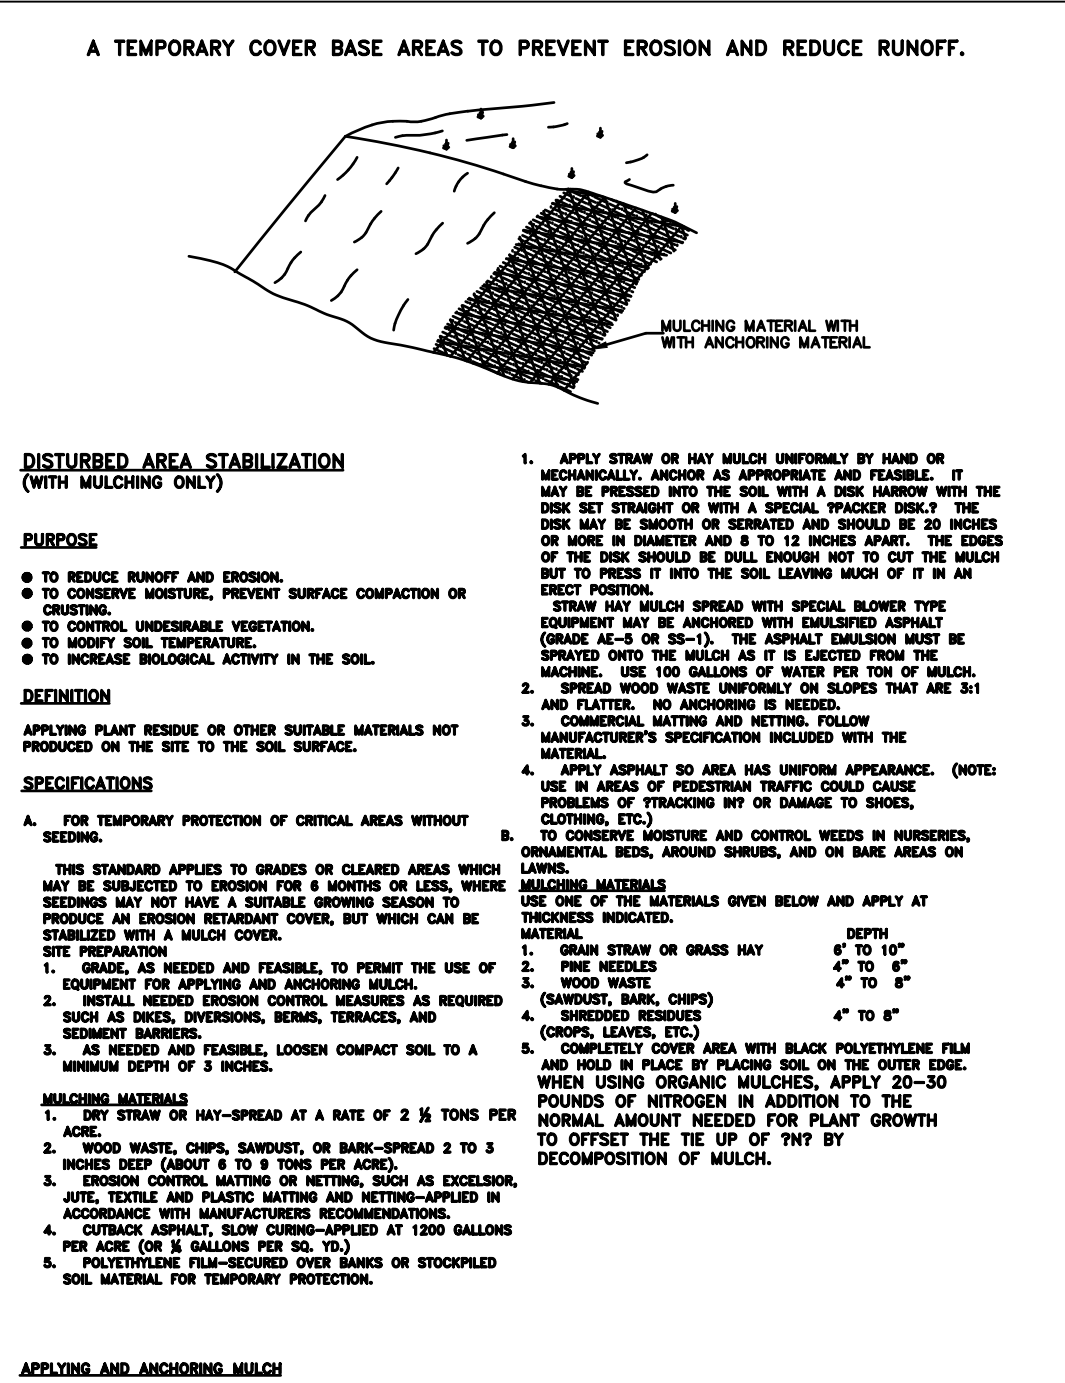 A TEMPORARY COVER BASE AREAS TO PREVENT EROSION AND REDUCE RUNOFF.
MULCHING MATERIAL WITH
WITH ANCHORING MATERIAL
DISTURBED AREA STABILIZATION
(WITH MULCHING ONLY)
PURPOSE
● TO REDUCE RUNOFF AND EROSION.
● TO CONSERVE MOISTURE, PREVENT SURFACE COMPACTION OR
CRUSTING.
● TO CONTROL UNDESIRABLE VEGETATION.
● TO MODIFY SOIL TEMPERATURE.
● TO INCREASE BIOLOGICAL ACTIVITY IN THE SOIL.
DEFINITION
APPLYING PLANT RESIDUE OR OTHER SUITABLE MATERIALS NOT
PRODUCED ON THE SITE TO THE SOIL SURFACE.
SPECIFICATIONS
A. FOR TEMPORARY PROTECTION OF CRITICAL AREAS WITHOUT
SEEDING.
THIS STANDARD APPLIES TO GRADES OR CLEARED AREAS WHICH
MAY BE SUBJECTED TO EROSION FOR 6 MONTHS OR LESS, WHERE
SEEDINGS MAY NOT HAVE A SUITABLE GROWING SEASON TO
PRODUCE AN EROSION RETARDANT COVER, BUT WHICH CAN BE
STABILIZED WITH A MULCH COVER.
SITE PREPARATION
1. GRADE, AS NEEDED AND FEASIBLE, TO PERMIT THE USE OF
EQUIPMENT FOR APPLYING AND ANCHORING MULCH.
2. INSTALL NEEDED EROSION CONTROL MEASURES AS REQUIRED
SUCH AS DIKES, DIVERSIONS, BERMS, TERRACES, AND
SEDIMENT BARRIERS.
3. AS NEEDED AND FEASIBLE, LOOSEN COMPACT SOIL TO A
MINIMUM DEPTH OF 3 INCHES.
MULCHING MATERIALS
1. DRY STRAW OR HAY-SPREAD AT A RATE OF 2 ½ TONS PER
ACRE.
2. WOOD WASTE, CHIPS, SAWDUST, OR BARK-SPREAD 2 TO 3
INCHES DEEP (ABOUT 6 TO 9 TONS PER ACRE).
3. EROSION CONTROL MATTING OR NETTING, SUCH AS EXCELSIOR,
JUTE, TEXTILE AND PLASTIC MATTING AND NETTING-APPLIED IN
ACCORDANCE WITH MANUFACTURERS RECOMMENDATIONS.
4. CUTBACK ASPHALT, SLOW CURING-APPLIED AT 1200 GALLONS
PER ACRE (OR GALLONS PER SQ. YD.)
5. POLYETHYLENE FILM-SECURED OVER BANKS OR STOCKPILED
SOIL MATERIAL FOR TEMPORARY PROTECTION.
APPLYING AND ANCHORING MULCH
1. APPLY STRAW OR HAY MULCH UNIFORMLY BY HAND OR
MECHANICALLY. ANCHOR AS APPROPRIATE AND FEASIBLE. IT
MAY BE PRESSED INTO THE SOIL WITH A DISK HARROW WITH THE
DISK SET STRAIGHT OR WITH A SPECIAL ?PACKER DISK.? THE
DISK MAY BE SMOOTH OR SERRATED AND SHOULD BE 20 INCHES
OR MORE IN DIAMETER AND 8 TO 12 INCHES APART. THE EDGES
OF THE DISK SHOULD BE DULL ENOUGH NOT TO CUT THE MULCH
BUT TO PRESS IT INTO THE SOIL LEAVING MUCH OF IT IN AN
ERECT POSITION.
STRAW HAY MULCH SPREAD WITH SPECIAL BLOWER TYPE
EQUIPMENT MAY BE ANCHORED WITH EMULSIFIED ASPHALT
(GRADE AE-5 OR SS-1). THE ASPHALT EMULSION MUST BE
SPRAYED ONTO THE MULCH AS IT IS EJECTED FROM THE
MACHINE. USE 100 GALLONS OF WATER PER TON OF MULCH.
2. SPREAD WOOD WASTE UNIFORMLY ON SLOPES THAT ARE 3:1
AND FLATTER. NO ANCHORING IS NEEDED.
3. COMMERCIAL MATTING AND NETTING. FOLLOW
MANUFACTURER'S SPECIFICATION INCLUDED WITH THE
MATERIAL.
4. APPLY ASPHALT SO AREA HAS UNIFORM APPEARANCE. (NOTE:
USE IN AREAS OF PEDESTRIAN TRAFFIC COULD CAUSE
PROBLEMS OF ?TRACKING IN? OR DAMAGE TO SHOES,
CLOTHING, ETC.)
B. TO CONSERVE MOISTURE AND CONTROL WEEDS IN NURSERIES,
ORNAMENTAL BEDS, AROUND SHRUBS, AND ON BARE AREAS ON
LAWNS.
MULCHING MATERIALS
USE ONE OF THE MATERIALS GIVEN BELOW AND APPLY AT
THICKNESS INDICATED.
MATERIAL DEPTH
1. GRAIN STRAW OR GRASS HAY 6' TO 10"
2. PINE NEEDLES 4" TO 6"
3. WOOD WASTE 4" TO 8"
(SAWDUST, BARK, CHIPS)
4. SHREDDED RESIDUES 4" TO 8"
(CROPS, LEAVES, ETC.)
5. COMPLETELY COVER AREA WITH BLACK POLYETHYLENE FILM
AND HOLD IN PLACE BY PLACING SOIL ON THE OUTER EDGE.
WHEN USING ORGANIC MULCHES, APPLY 20-30
POUNDS OF NITROGEN IN ADDITION TO THE
NORMAL AMOUNT NEEDED FOR PLANT GROWTH
TO OFFSET THE TIE UP OF ?N? BY
DECOMPOSITION OF MULCH.